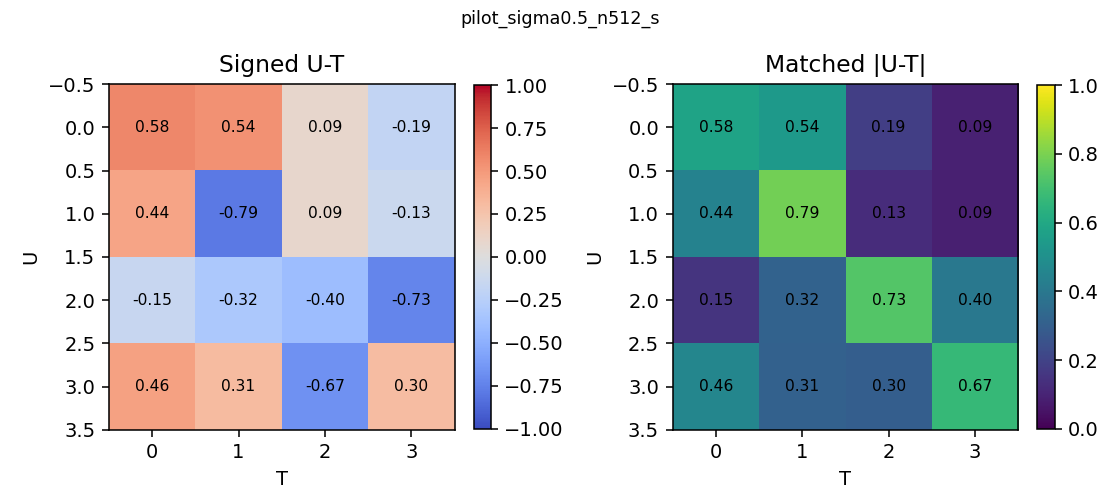 pilot_sigma0.5_n512_s
Signed U-T
−0.5
0.0
0.5
1.0
1.5
2.0
2.5
3.0
3.5
U
0.58 0.54 0.09 -0.19
0.44 -0.79 0.09 -0.13
-0.15 -0.32 -0.40 -0.73
0.46 0.31 -0.67 0.30
0 1 2 3
T
1.00
0.75
0.50
0.25
0.00
−0.25
−0.50
−0.75
−1.00
Matched |U-T|
−0.5
0.0
0.5
1.0
1.5
2.0
2.5
3.0
3.5
U
0.58 0.54 0.19 0.09
0.44 0.79 0.13 0.09
0.15 0.32 0.73 0.40
0.46 0.31 0.30 0.67
0 1 2 3
T
1.0
0.8
0.6
0.4
0.2
0.0